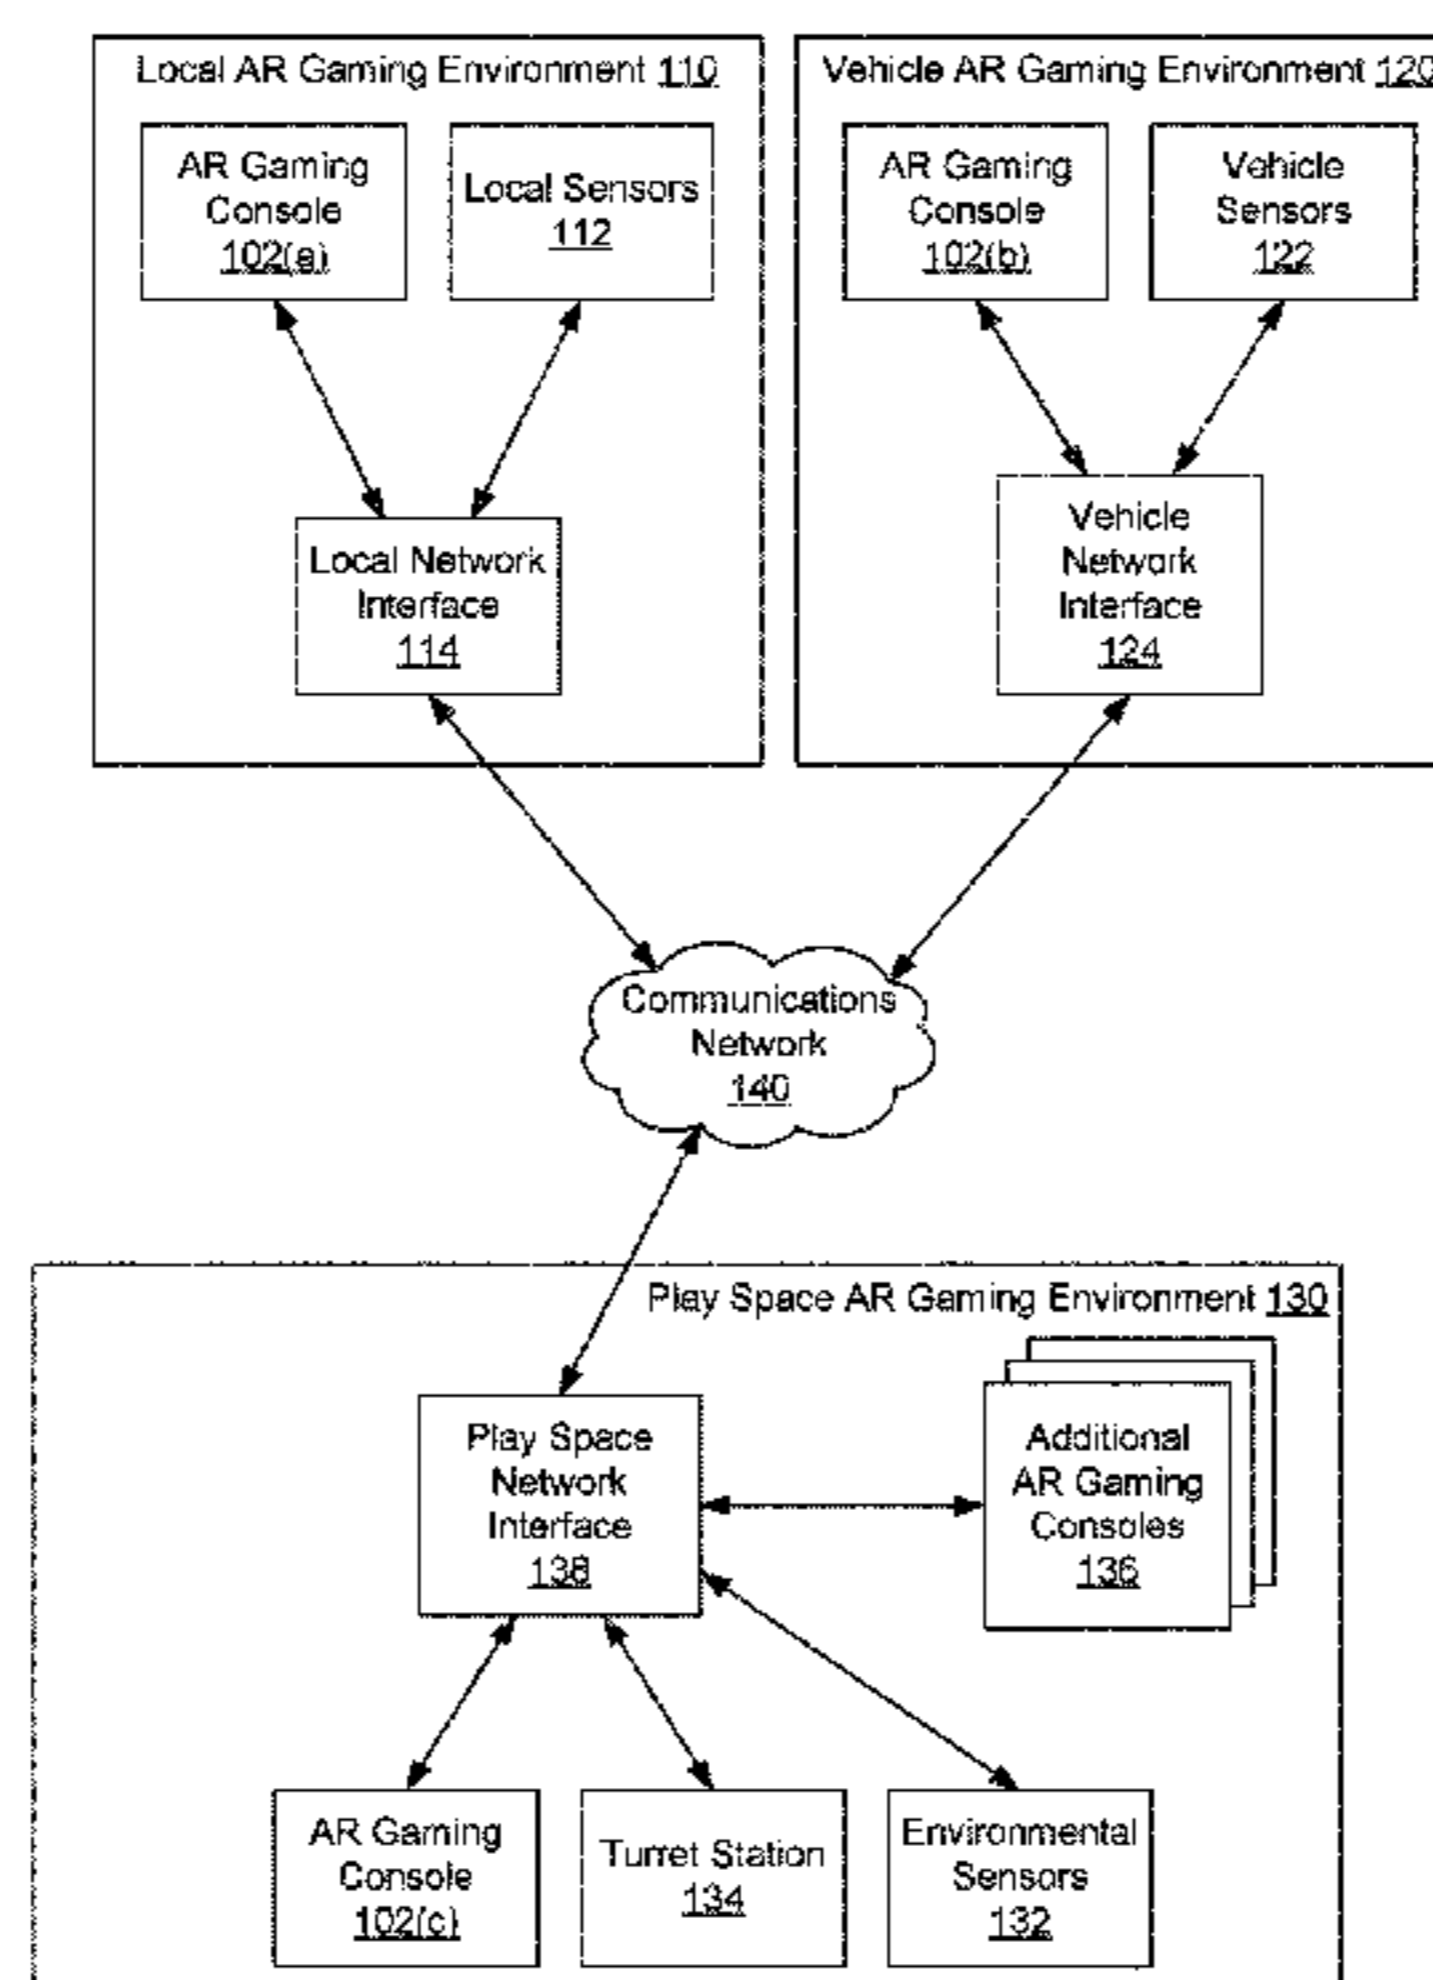 Local AR Gaming Environment 110
AR Gaming
Console
102(a)
Local Sensors
112
Local Network
Interface
114
Vehicle AR Gaming Environment 120
AR Gaming
Console
102(b)
Vehicle
Sensors
122
Vehicle
Network
Interface
124
Communications
Network
140
Play Space AR Gaming Environment 130
Play Space
Network
Interface
138
Additional
AR Gaming
Consoles
136
AR Gaming
Console
102(c)
Turret Station
134
Environmental
Sensors
132